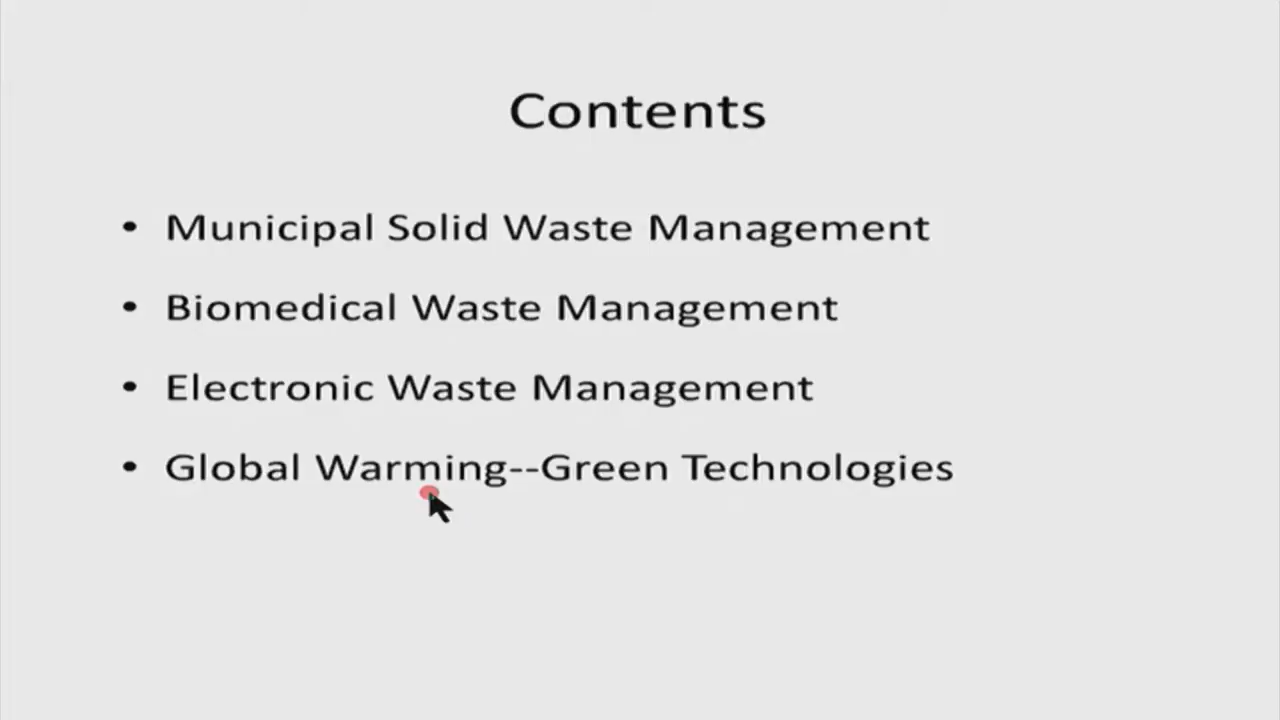 Contents
• Municipal Solid Waste Management
• Biomedical Waste Management
• Electronic Waste Management
• Global Warming--Green Technologies